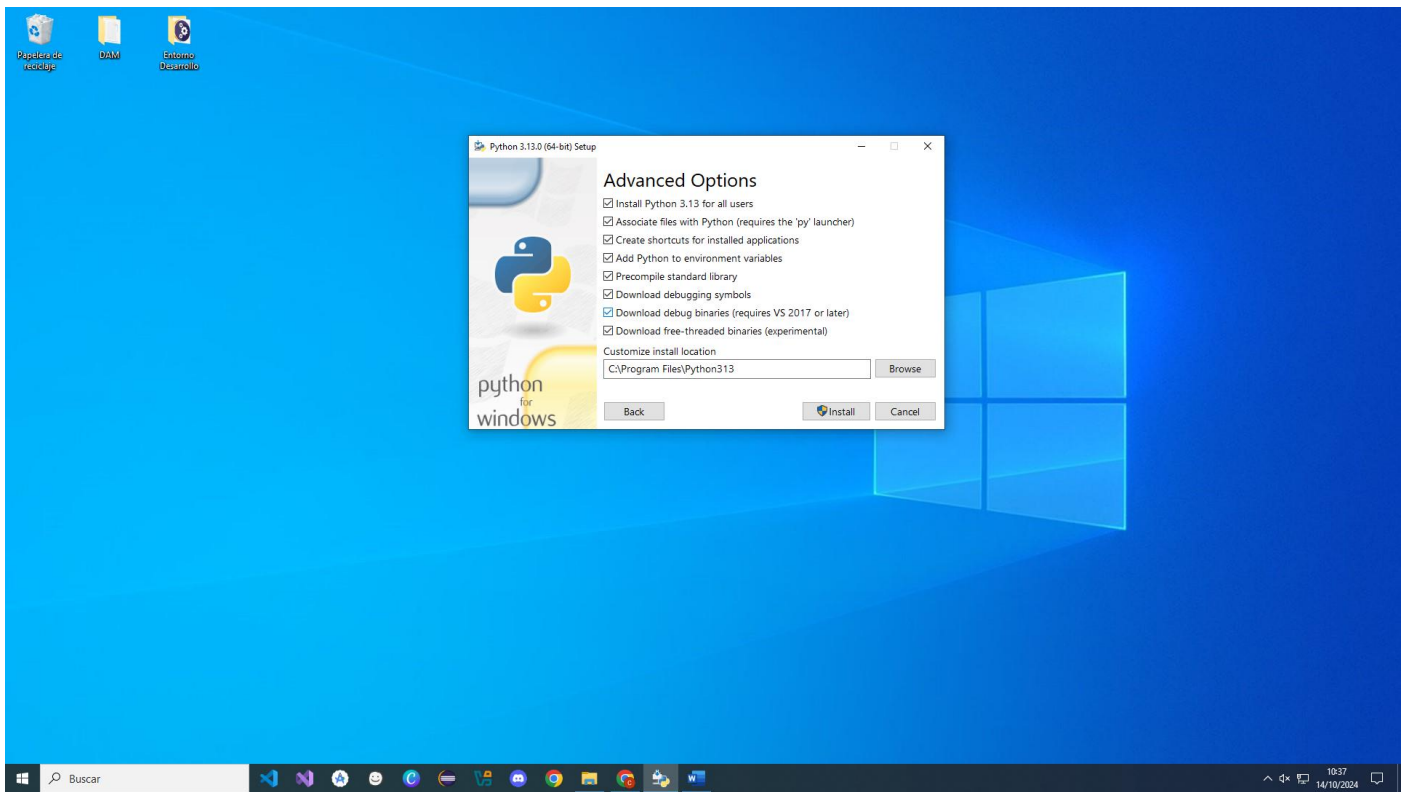 Papelera de
reciclaje
DAM
Entorno
Desarrollo
Python 3.13.0 (64-bit) Setup
Advanced Options
Install Python 3.13 for all users
Associate files with Python (requires the 'py' launcher)
Create shortcuts for installed applications
Add Python to environment variables
Precompile standard library
Download debugging symbols
Download debug binaries (requires VS 2017 or later)
Download free-threaded binaries (experimental)
Customize install location
C:\Program Files\Python313
Browse
python
for
windows
Back
Install
Cancel
Buscar
10:37
14/10/2024